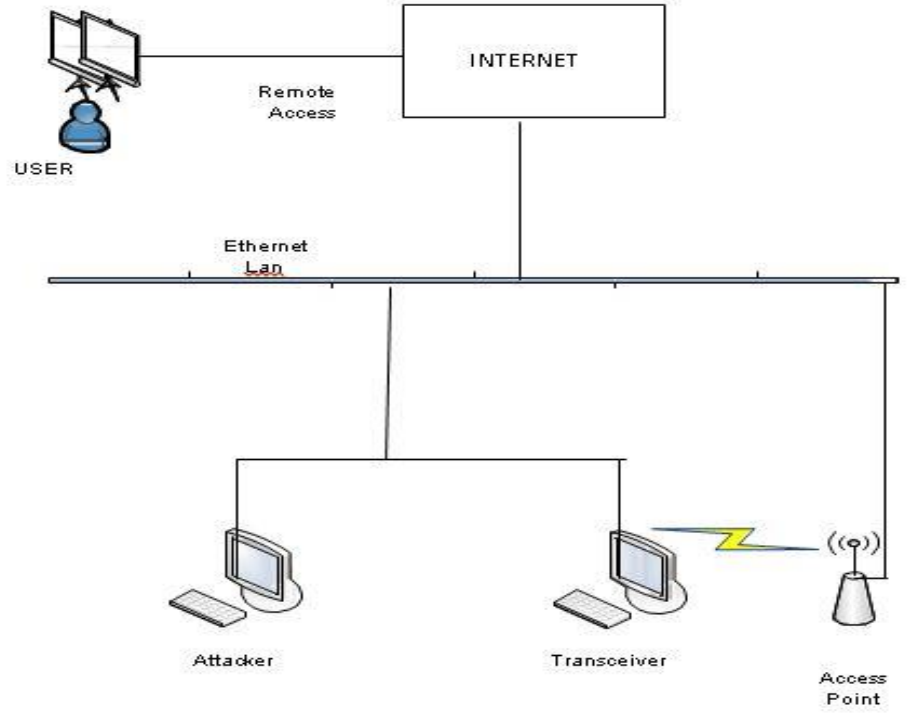 INTERNET
Remote
Access
USER
Ethernet
Lan
Attacker
Transceiver
Access
Point